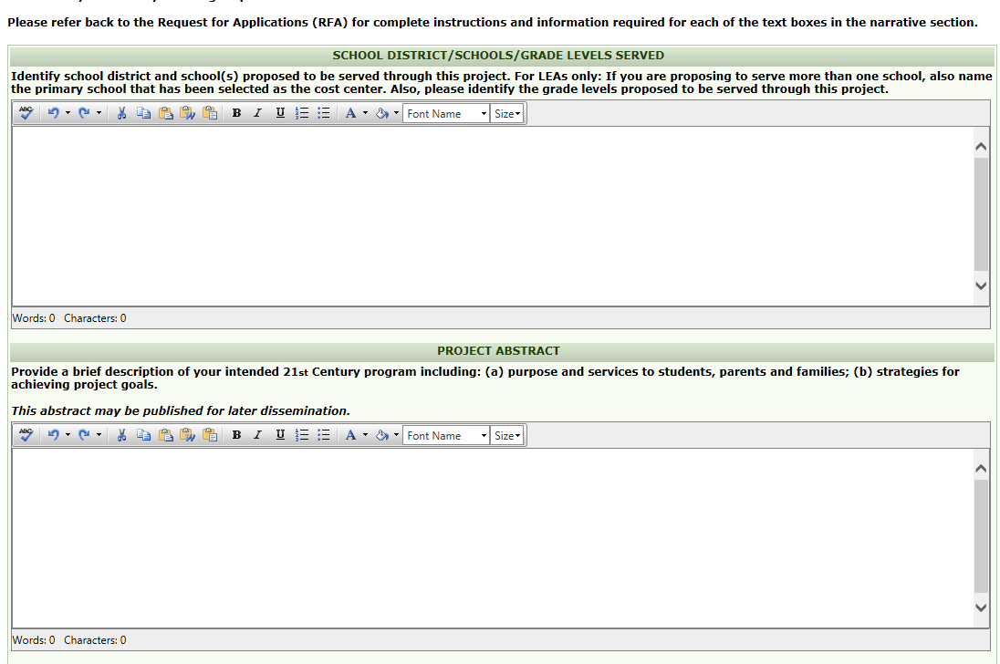 Please refer back to the Request for Applications (RFA) for complete instructions and information required for each of the text boxes in the narrative section.
SCHOOL DISTRICT/SCHOOLS/GRADE LEVELS SERVED
Identify school district and school(s) proposed to be served through this project. For LEAs only: If you are proposing to serve more than one school, also name
the primary school that has been selected as the cost center. Also, please identify the grade levels proposed to be served through this project.
ABC B I U A Font Name Size
Words: 0 Characters: 0
PROJECT ABSTRACT
Provide a brief description of your intended 21st Century program including: (a) purpose and services to students, parents and families; (b) strategies for
achieving project goals.
This abstract may be published for later dissemination.
ABC B I U A Font Name Size
Words: 0 Characters: 0